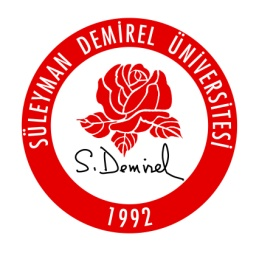 SÜLEYMAN DEMİREL ÜNİVERSİTESİ
S. Demirel
1992